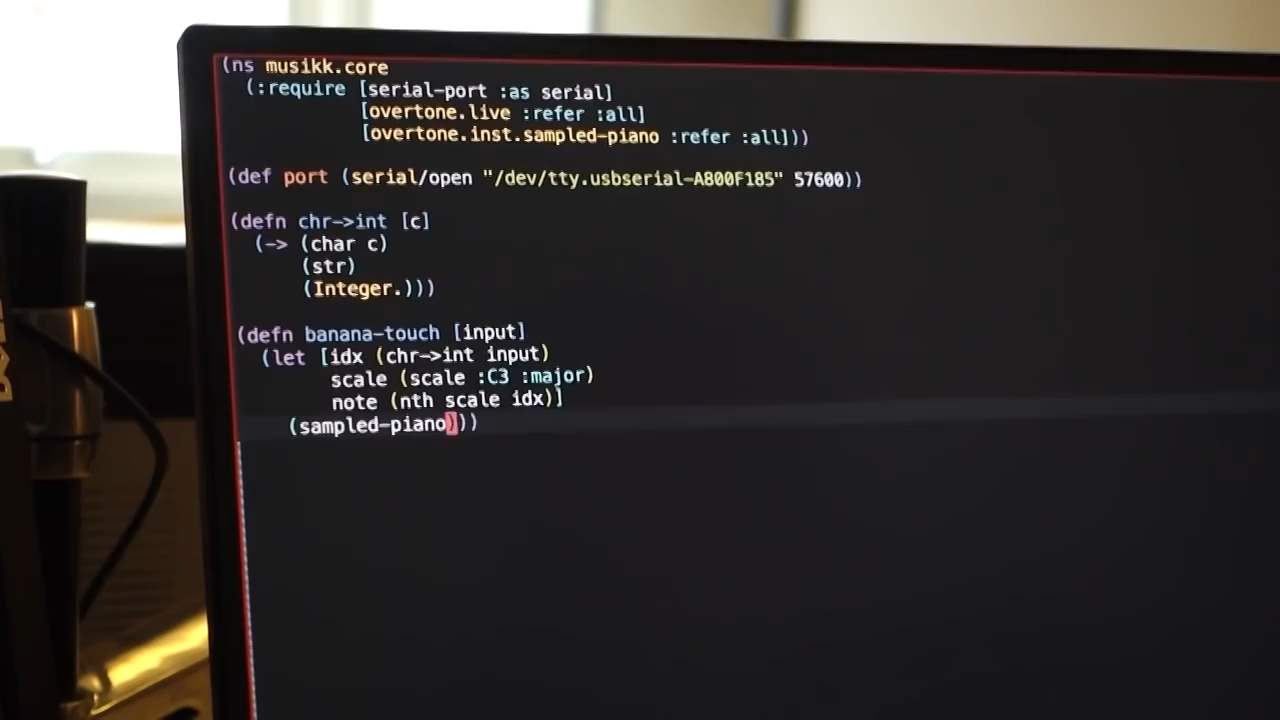 (ns musikk.core
  (:require [serial-port :as serial]
            [overtone.live :refer :all]
            [overtone.inst.sampled-piano :refer :all]))
(def port (serial/open "/dev/tty.usbserial-A800F185" 57600))
(defn chr->int [c]
  (-> (char c)
      (str)
      (Integer.)))
(defn banana-touch [input]
  (let [idx (chr->int input)
        scale (scale :C3 :major)
        note (nth scale idx)]
    (sampled-piano)))